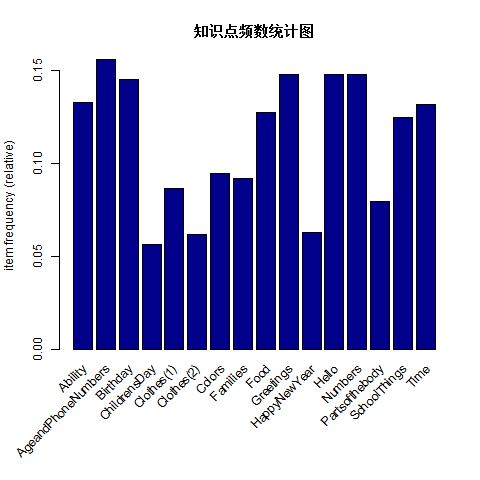 知识点频数统计图
item frequency (relative)
0.15
0.10
0.05
0.00
Ability
AgeandPhoneNumbers
Birthday
ChildrensDay
Clothes(1)
Clothes(2)
Colors
Families
Food
Greetings
HappyNewYear
Hello
Numbers
Partsofthebody
SchoolThings
Time